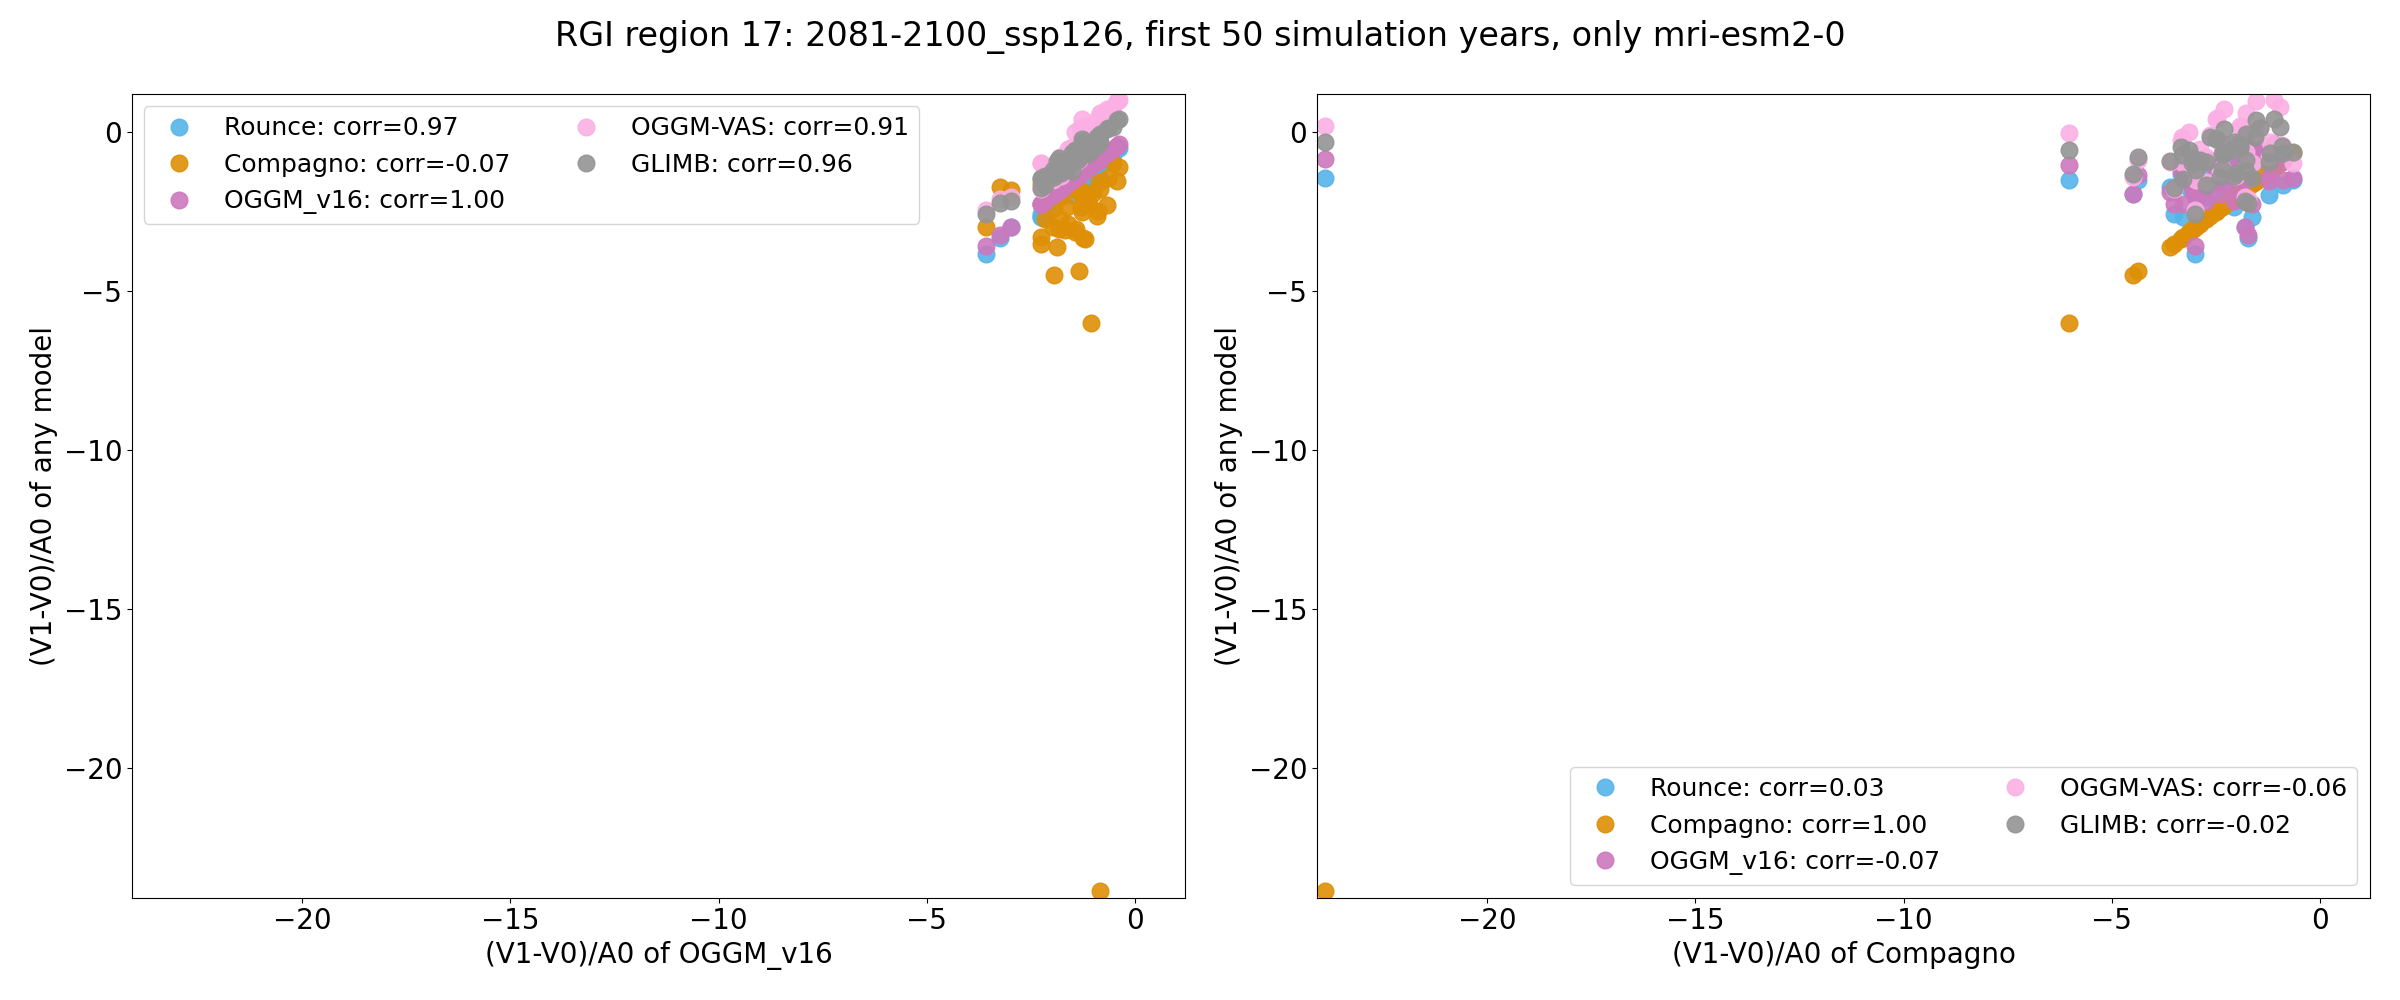 RGI region 17: 2081-2100_ssp126, first 50 simulation years, only mri-esm2-0
Rounce: corr=0.97
Compagno: corr=-0.07
OGGM_v16: corr=1.00
OGGM-VAS: corr=0.91
GLIMB: corr=0.96
0
−5
−10
−15
−20
(V1-V0)/A0 of any model
−20
−15
−10
−5
0
(V1-V0)/A0 of OGGM_v16
0
−5
−10
−15
−20
(V1-V0)/A0 of any model
Rounce: corr=0.03
Compagno: corr=1.00
OGGM_v16: corr=-0.07
OGGM-VAS: corr=-0.06
GLIMB: corr=-0.02
−20
−15
−10
−5
0
(V1-V0)/A0 of Compagno